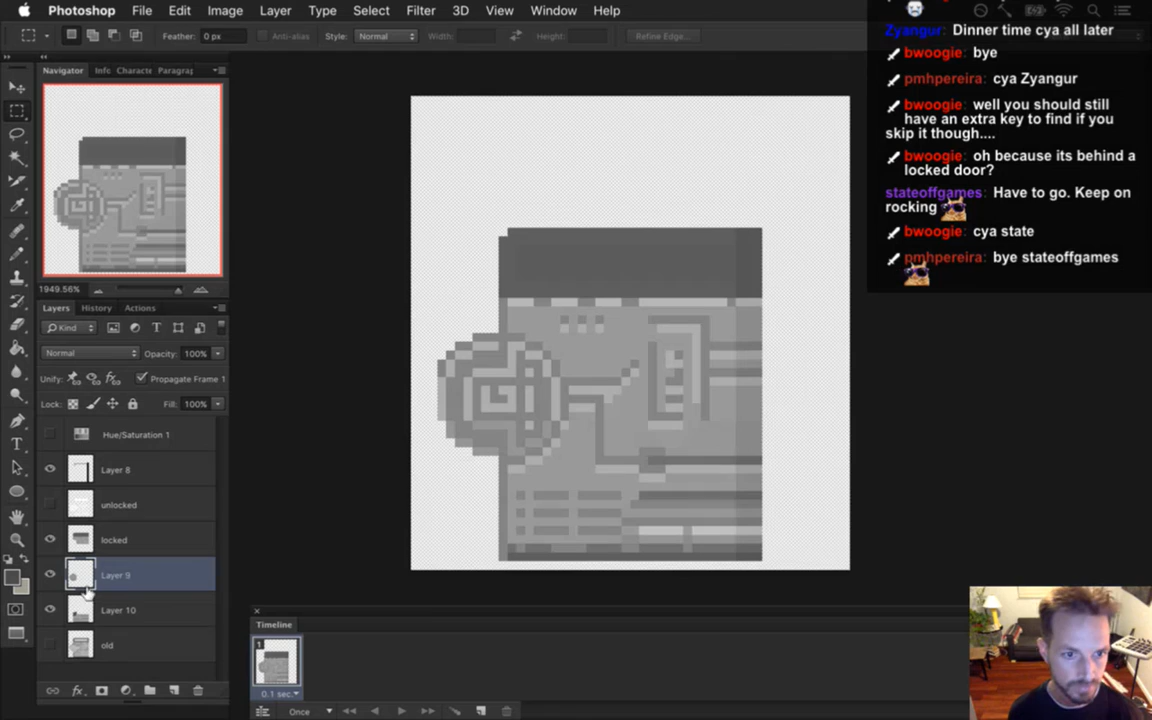 Photoshop File Edit Image Layer Type Select Filter 3D View Window Help
Feather: 0 px Anti-alias Style: Normal Width: Height: Refine Edge...
Navigator Info Characte Paragra
1949.56%
Layers History Actions
Kind
Normal Opacity: 100%
Unify: Propagate Frame 1
Lock: Fill: 100%
Hue/Saturation 1
Layer 8
unlocked
locked
Layer 9
Layer 10
old
Timeline
1
0.1 sec.
Once
Zyangur: Dinner time cya all later
bwoogie: bye
pmhpereira: cya Zyangur
bwoogie: well you should still
have an extra key to find if you
skip it though....
bwoogie: oh because its behind a
locked door?
stateoffgames: Have to go. Keep on
rocking
bwoogie: cya state
pmhpereira: bye stateoffgames